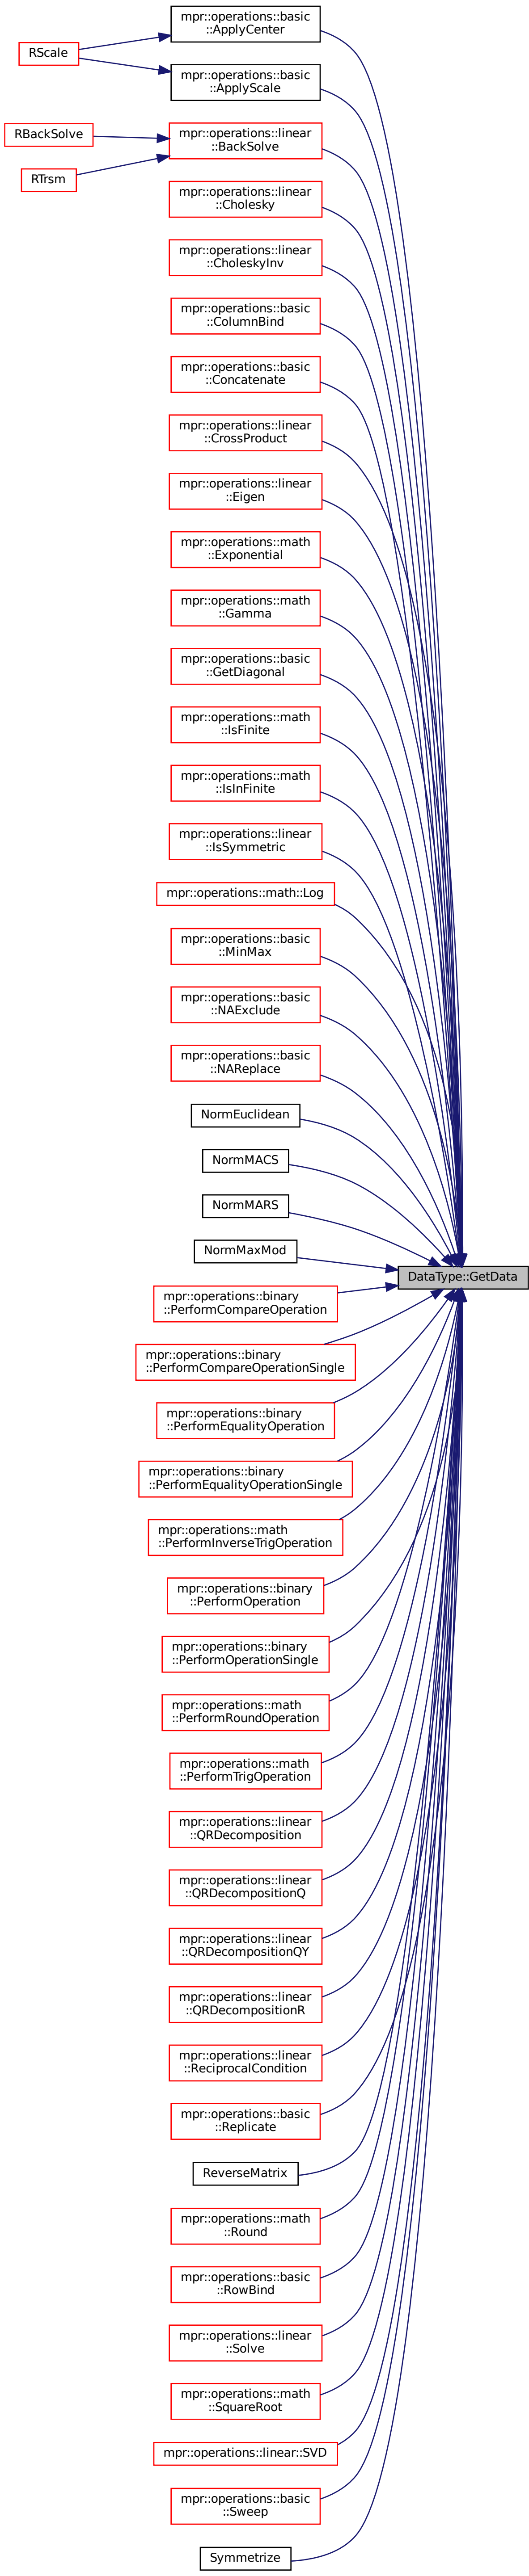 mpr::operations::basic
::ApplyCenter
RScale
mpr::operations::basic
::ApplyScale
RBackSolve
mpr::operations::linear
::BackSolve
RTrsm
mpr::operations::linear
::Cholesky
mpr::operations::linear
::CholeskyInv
mpr::operations::basic
::ColumnBind
mpr::operations::basic
::Concatenate
mpr::operations::linear
::CrossProduct
mpr::operations::linear
::Eigen
mpr::operations::math
::Exponential
mpr::operations::math
::Gamma
mpr::operations::basic
::GetDiagonal
mpr::operations::math
::IsFinite
mpr::operations::math
::IsInFinite
mpr::operations::linear
::IsSymmetric
mpr::operations::math::Log
mpr::operations::basic
::MinMax
mpr::operations::basic
::NAExclude
mpr::operations::basic
::NAReplace
NormEuclidean
NormMACS
NormMARS
NormMaxMod
DataType::GetData
mpr::operations::binary
::PerformCompareOperation
mpr::operations::binary
::PerformCompareOperationSingle
mpr::operations::binary
::PerformEqualityOperation
mpr::operations::binary
::PerformEqualityOperationSingle
mpr::operations::math
::PerformInverseTrigOperation
mpr::operations::binary
::PerformOperation
mpr::operations::binary
::PerformOperationSingle
mpr::operations::math
::PerformRoundOperation
mpr::operations::math
::PerformTrigOperation
mpr::operations::linear
::QRDecomposition
mpr::operations::linear
::QRDecompositionQ
mpr::operations::linear
::QRDecompositionQY
mpr::operations::linear
::QRDecompositionR
mpr::operations::linear
::ReciprocalCondition
mpr::operations::basic
::Replicate
ReverseMatrix
mpr::operations::math
::Round
mpr::operations::basic
::RowBind
mpr::operations::linear
::Solve
mpr::operations::math
::SquareRoot
mpr::operations::linear::SVD
mpr::operations::basic
::Sweep
Symmetrize